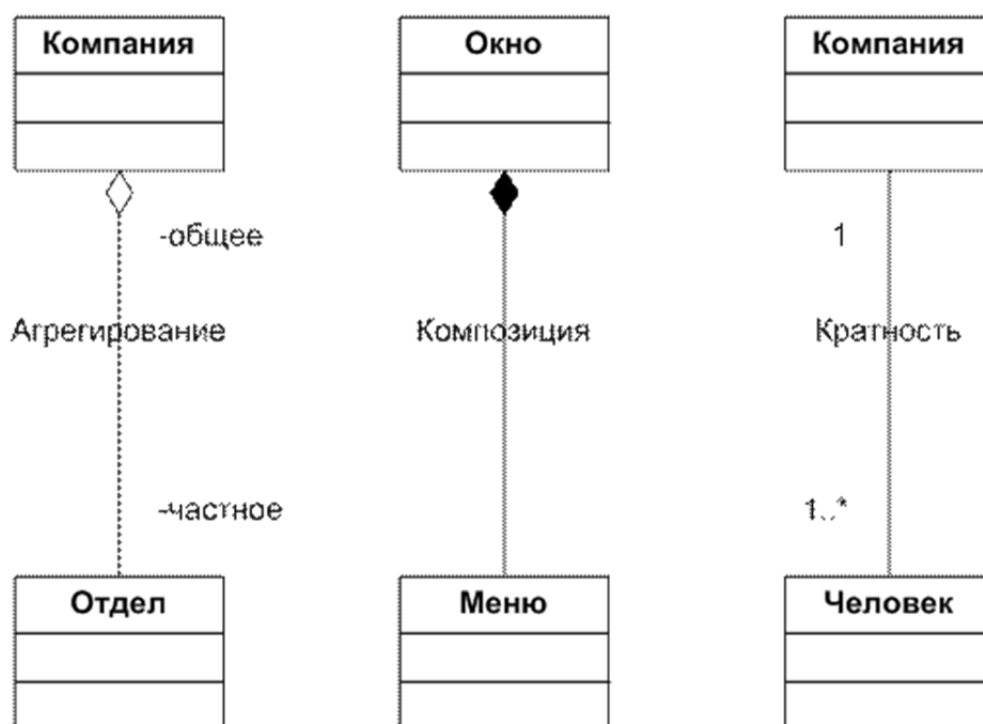 Компания
Окно
Компания
-общее
1
Агрегирование
Композиция
Кратность
-частное
1..*
Отдел
Меню
Человек